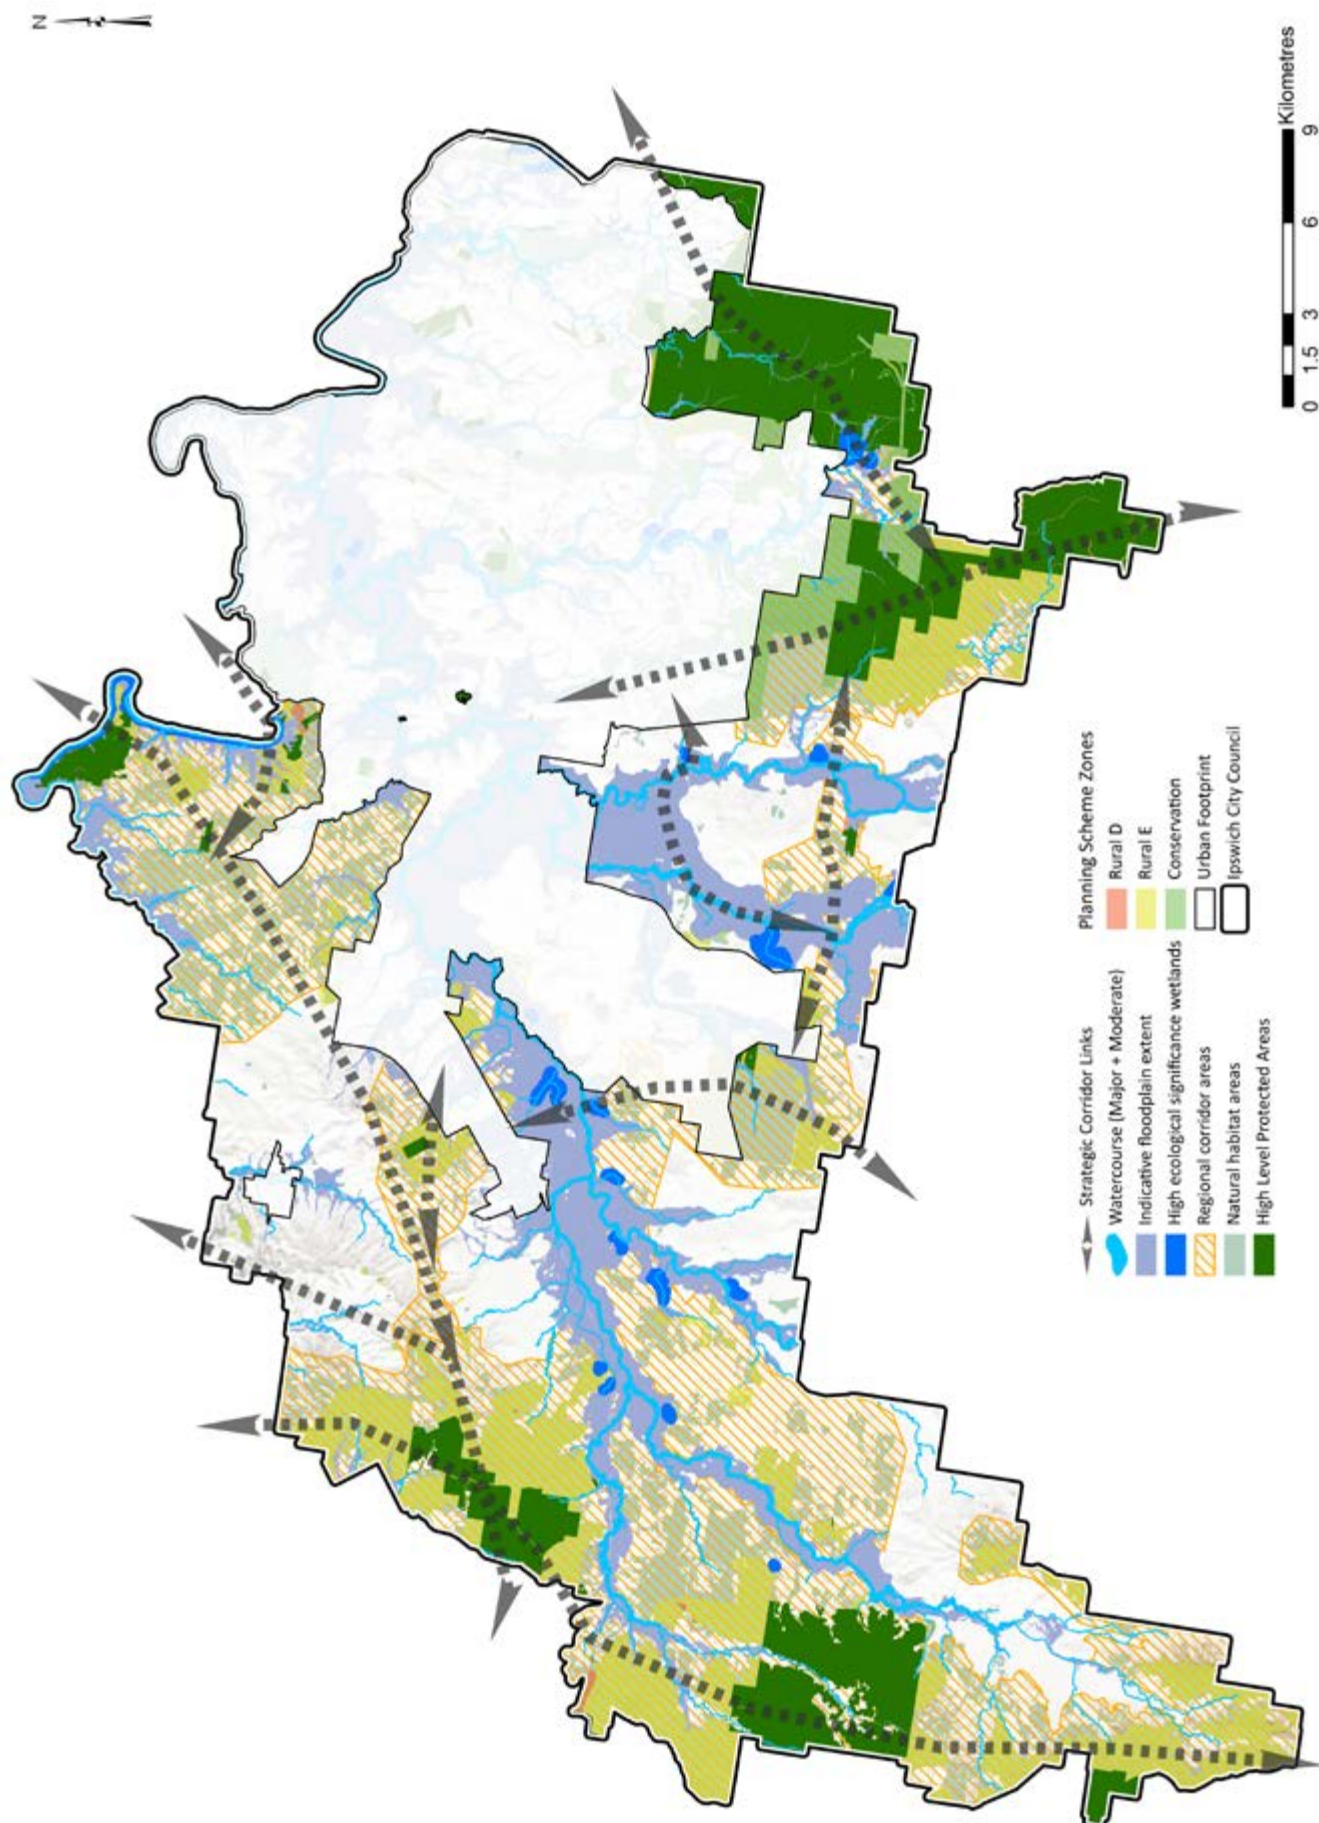 N
Kilometres
0 1.5 3 6 9
Strategic Corridor Links
Watercourse (Major + Moderate)
Indicative floodplain extent
High ecological significance wetlands
Regional corridor areas
Natural habitat areas
High Level Protected Areas
Planning Scheme Zones
Rural D
Rural E
Conservation
Urban Footprint
Ipswich City Council